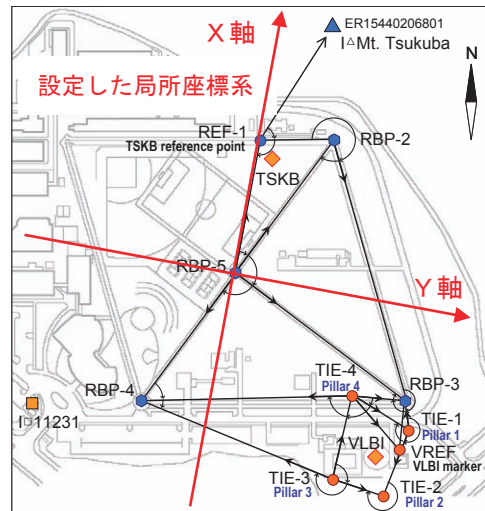 ER15440206801
I△Mt. Tsukuba
X軸
設定した局所座標系
N
REF-1
TSKB reference point
RBP-2
TSKB
RBP-5
Y軸
RBP-4
TIE-4
Pillar 4
RBP-3
I 11231
TIE-1
Pillar 1
VLBI
VREF
VLBI marker
TIE-3
Pillar 3
TIE-2
Pillar 2